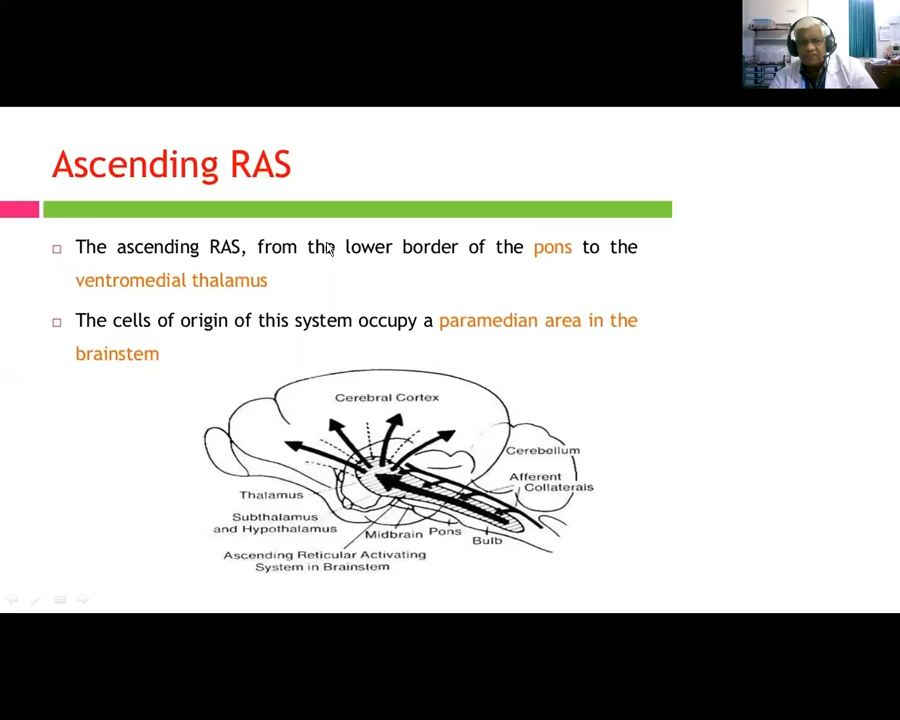 Ascending RAS
The ascending RAS, from the lower border of the pons to the
ventromedial thalamus
The cells of origin of this system occupy a paramedian area in the
brainstem
Cerebral Cortex
Cerebellum
Afferent
Collaterals
Thalamus
Subthalamus
and Hypothalamus
Midbrain
Pons
Bulb
Ascending Reticular Activating
System in Brainstem